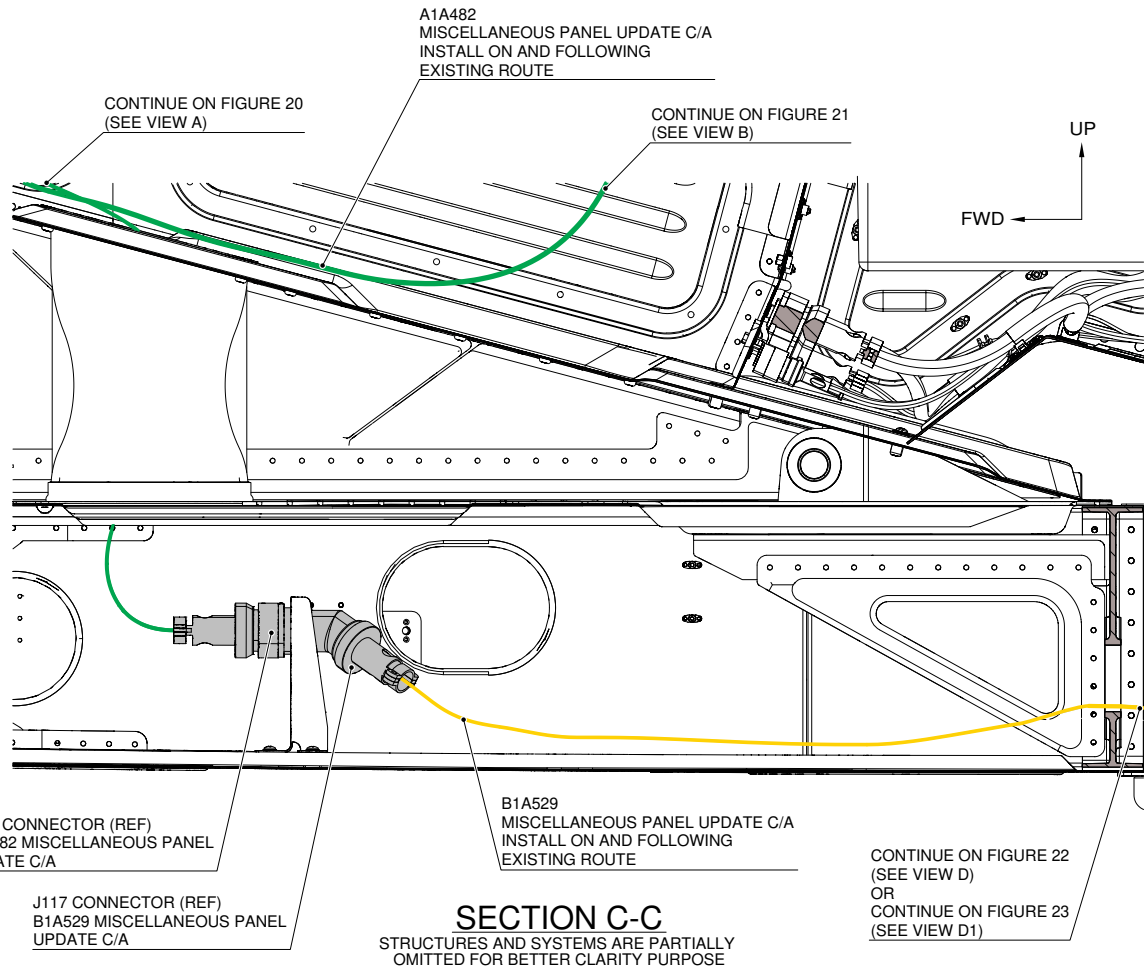 A1A482
MISCELLANEOUS PANEL UPDATE C/A
INSTALL ON AND FOLLOWING
EXISTING ROUTE
CONTINUE ON FIGURE 20
(SEE VIEW A)
CONTINUE ON FIGURE 21
(SEE VIEW B)
UP
FWD
CONNECTOR (REF)
82 MISCELLANEOUS PANEL
ATE C/A
J117 CONNECTOR (REF)
B1A529 MISCELLANEOUS PANEL
UPDATE C/A
B1A529
MISCELLANEOUS PANEL UPDATE C/A
INSTALL ON AND FOLLOWING
EXISTING ROUTE
CONTINUE ON FIGURE 22
(SEE VIEW D)
OR
CONTINUE ON FIGURE 23
(SEE VIEW D1)
SECTION C-C
STRUCTURES AND SYSTEMS ARE PARTIALLY
OMITTED FOR BETTER CLARITY PURPOSE